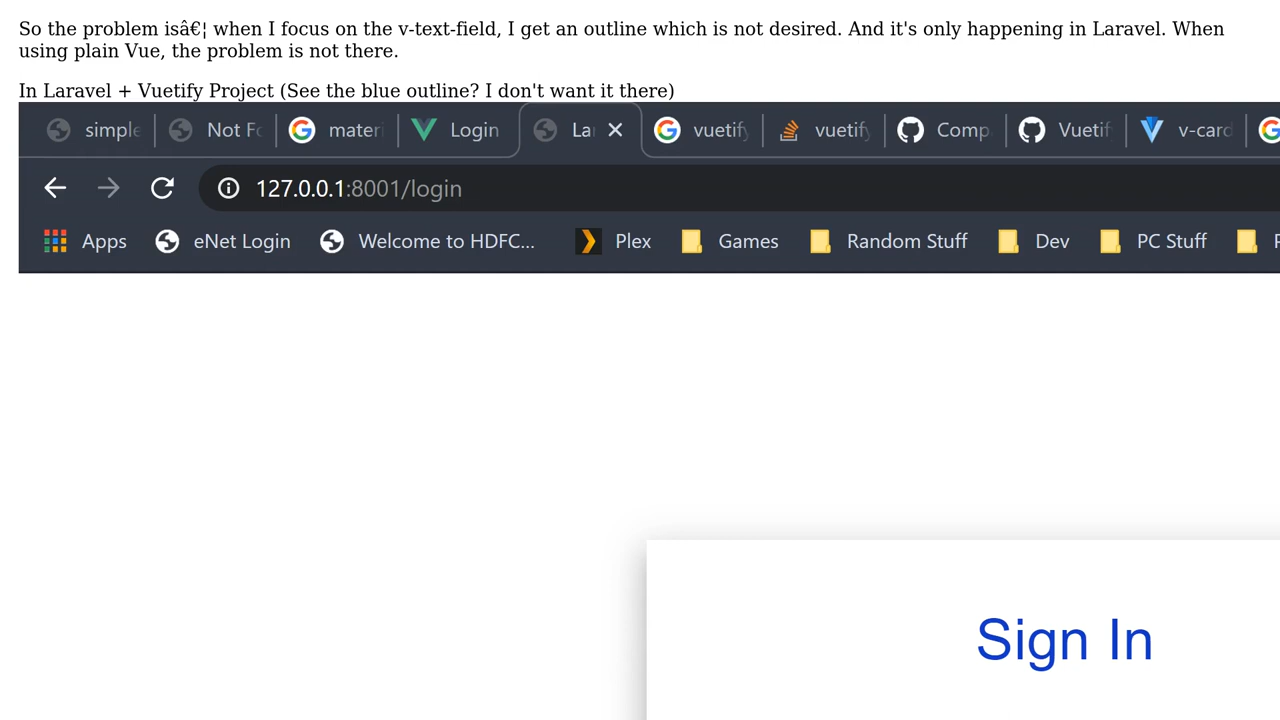 So the problem isâ€¦ when I focus on the v-text-field, I get an outline which is not desired. And it's only happening in Laravel. When
using plain Vue, the problem is not there.
In Laravel + Vuetify Project (See the blue outline? I don't want it there)
simple Not Fo materi Login La vuetify vuetify Comp Vuetif v-card
127.0.0.1:8001/login
Apps eNet Login Welcome to HDFC... Plex Games Random Stuff Dev PC Stuff
Sign In